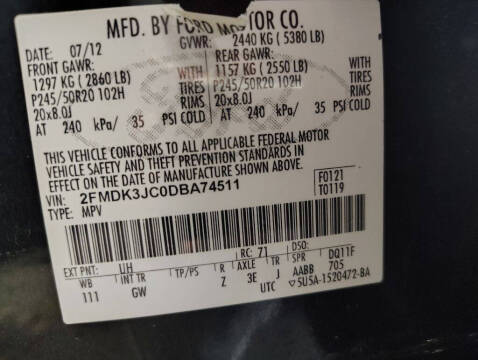 MFD. BY FORD MOTOR CO.
DATE: 07/12 GVWR: 2440 KG ( 5380 LB)
FRONT GAWR: REAR GAWR:
1297 KG ( 2860 LB) WITH 1157 KG ( 2550 LB) WITH
P245/50R20 102H TIRES P245/50R20 102H TIRES
20x8.0J RIMS 20x8.0J RIMS
AT 240 kPa/ 35 PSI COLD AT 240 kPa/ 35 PSI COLD
THIS VEHICLE CONFORMS TO ALL APPLICABLE FEDERAL MOTOR
VEHICLE SAFETY AND THEFT PREVENTION STANDARDS IN
EFFECT ON THE DATE OF MANUFACTURE SHOWN ABOVE.
VIN: 2FMDK3JC0DBA74511 F0121
TYPE: MPV T0119
EXT PNT: UH RC: 71 DSO:
WB INT TR TP/PS R AXLE TR SPR DQ11F
111 GW Z 3E J AABB 705
UTC ▽5U5A-1520472-BA